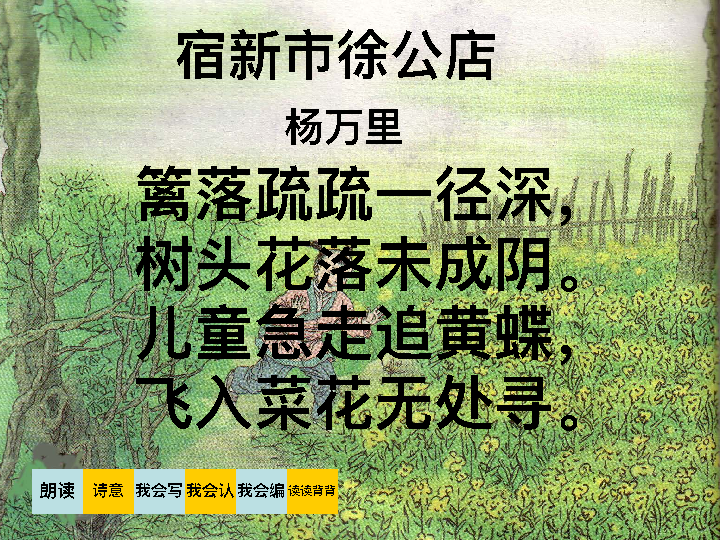 宿新市徐公店
杨万里
篱落疏疏一径深，
树头花落未成阴。
儿童急走追黄蝶，
飞入菜花无处寻。
朗读 诗意 我会写 我会认 我会编 读读背背